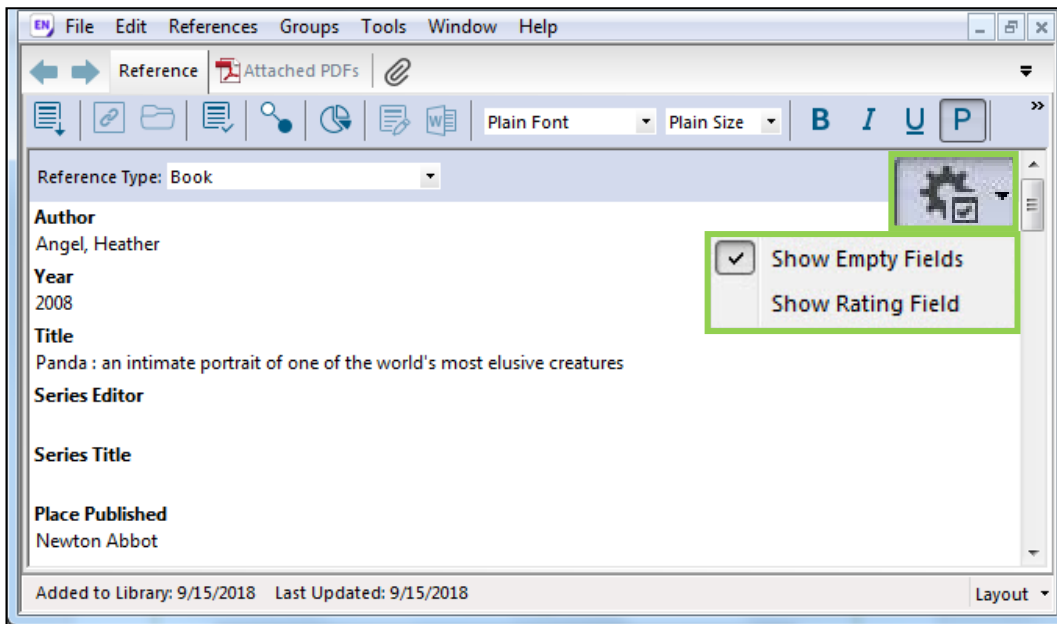 EN File Edit References Groups Tools Window Help
Reference Attached PDFs
W Plain Font Plain Size B I U P »
Reference Type: Book
Author
Angel, Heather
Show Empty Fields
Year
2008
Show Rating Field
Title
Panda : an intimate portrait of one of the world's most elusive creatures
Series Editor
Series Title
Place Published
Newton Abbot
Added to Library: 9/15/2018 Last Updated: 9/15/2018 Layout